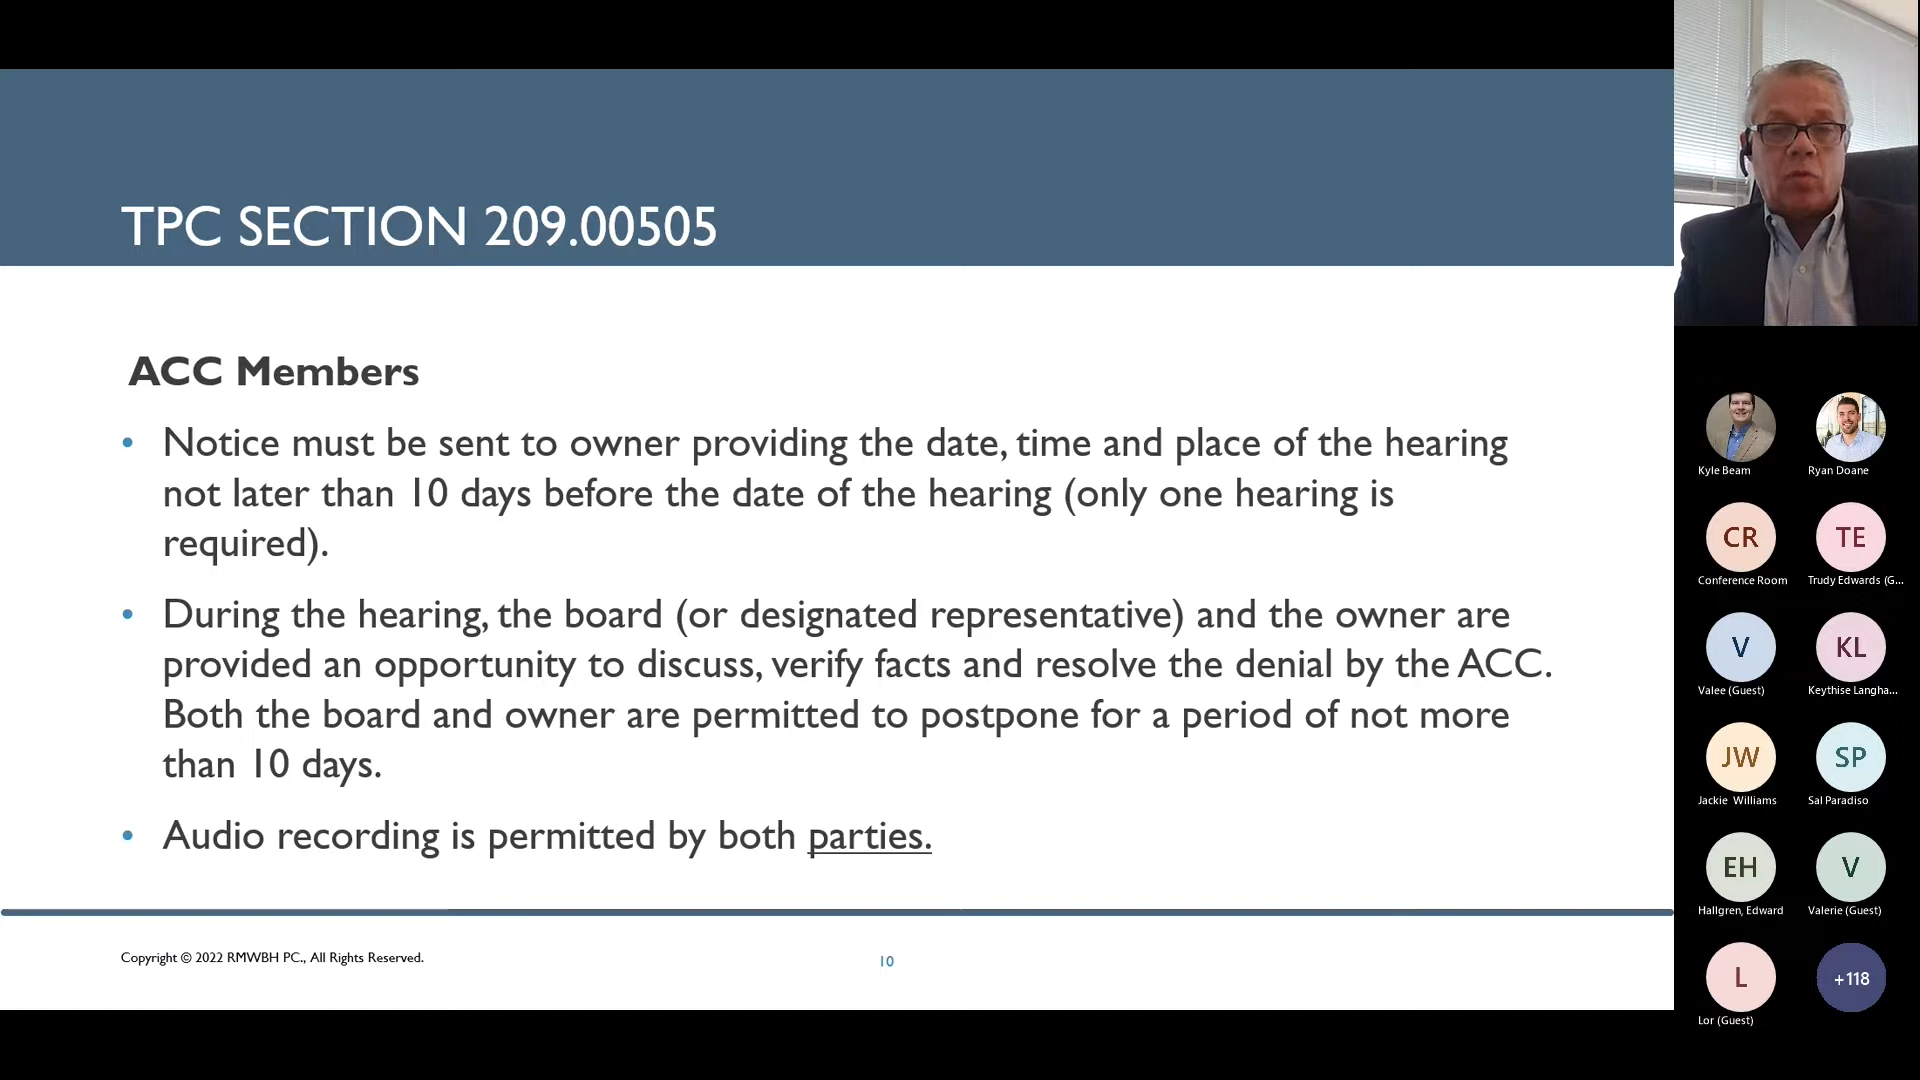 TPC SECTION 209.00505
ACC Members
• Notice must be sent to owner providing the date, time and place of the hearing
not later than 10 days before the date of the hearing (only one hearing is
required).
• During the hearing, the board (or designated representative) and the owner are
provided an opportunity to discuss, verify facts and resolve the denial by the ACC.
Both the board and owner are permitted to postpone for a period of not more
than 10 days.
• Audio recording is permitted by both parties.
Copyright © 2022 RMWBH PC., All Rights Reserved.
10
Kyle Beam
Ryan Doane
CR
TE
Conference Room
Trudy Edwards (G...
V
KL
Valee (Guest)
Keythise Langha...
JW
SP
Jackie Williams
Sal Paradiso
EH
V
Hallgren, Edward
Valerie (Guest)
L
+118
Lor (Guest)